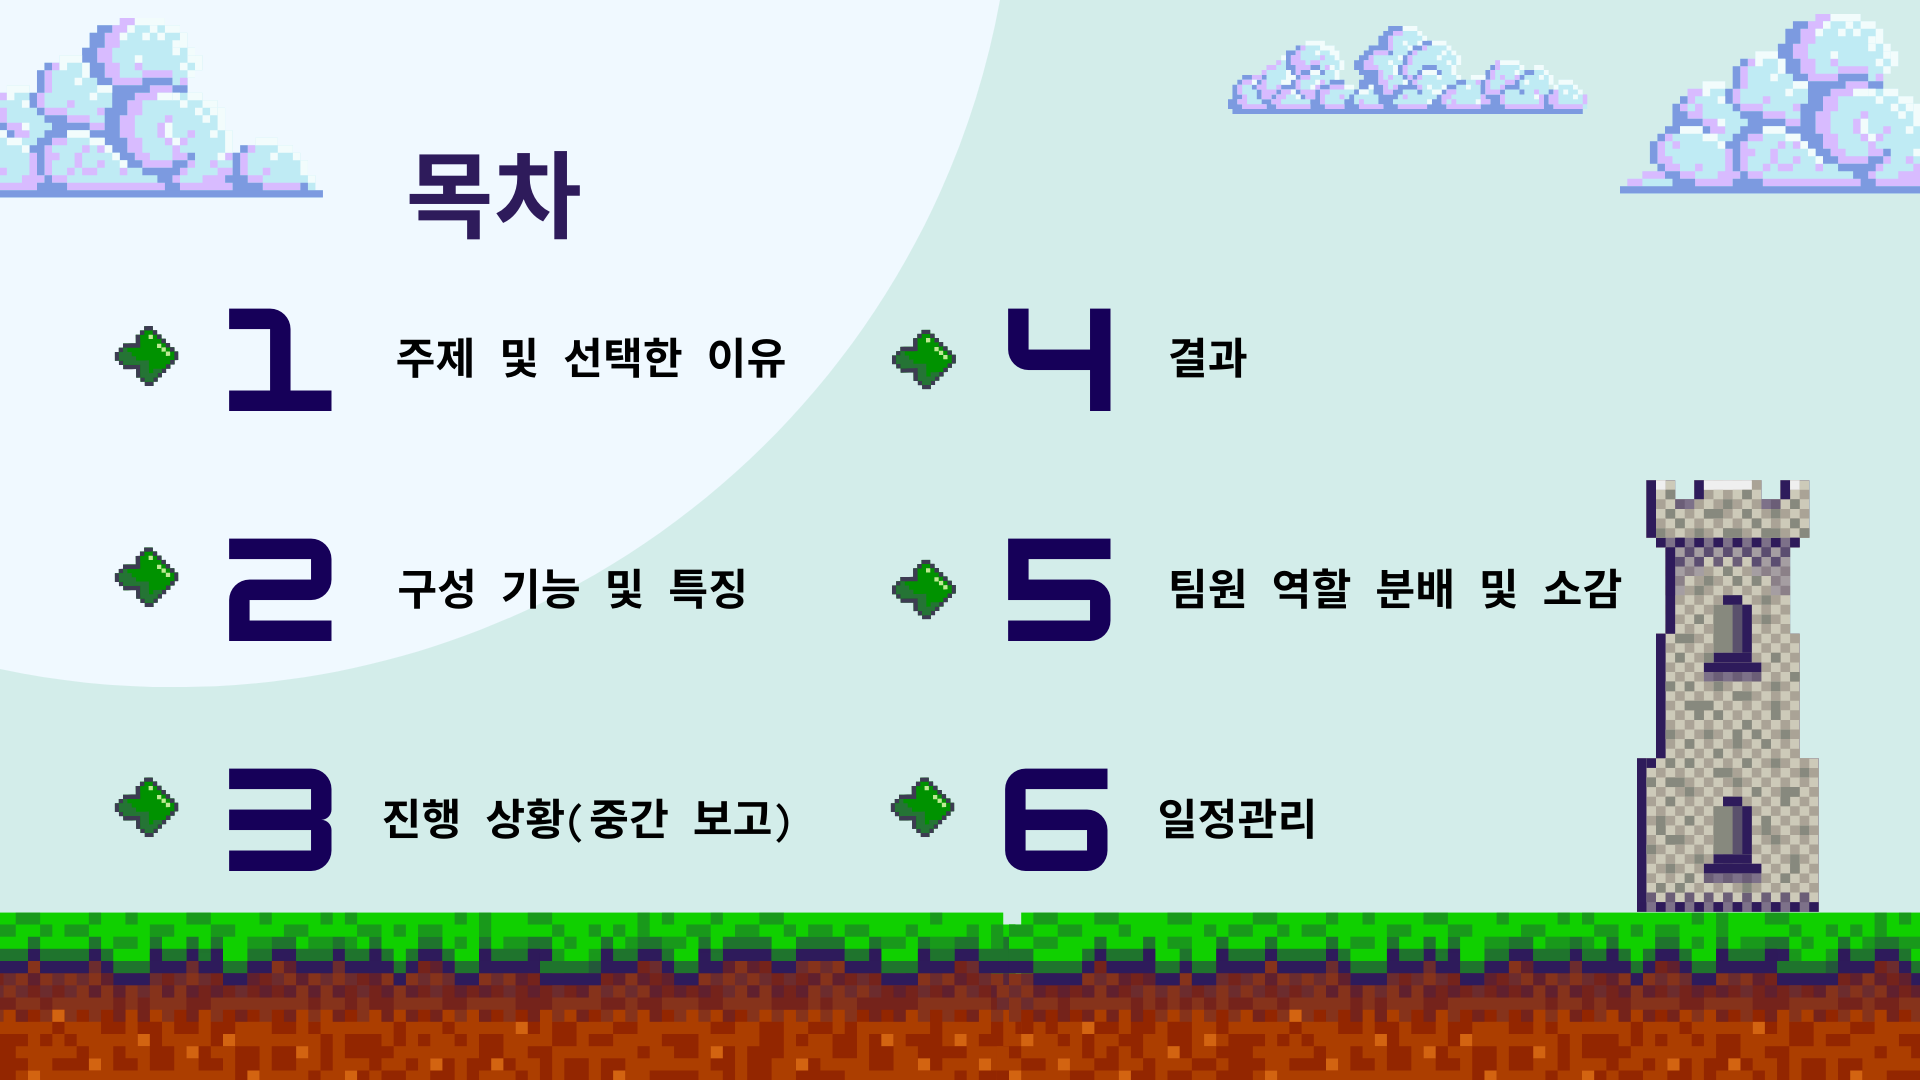 목차
1 주제 및 선택한 이유
2 구성 기능 및 특징
3 진행 상황(중간 보고)
4 결과
5 팀원 역할 분배 및 소감
6 일정관리